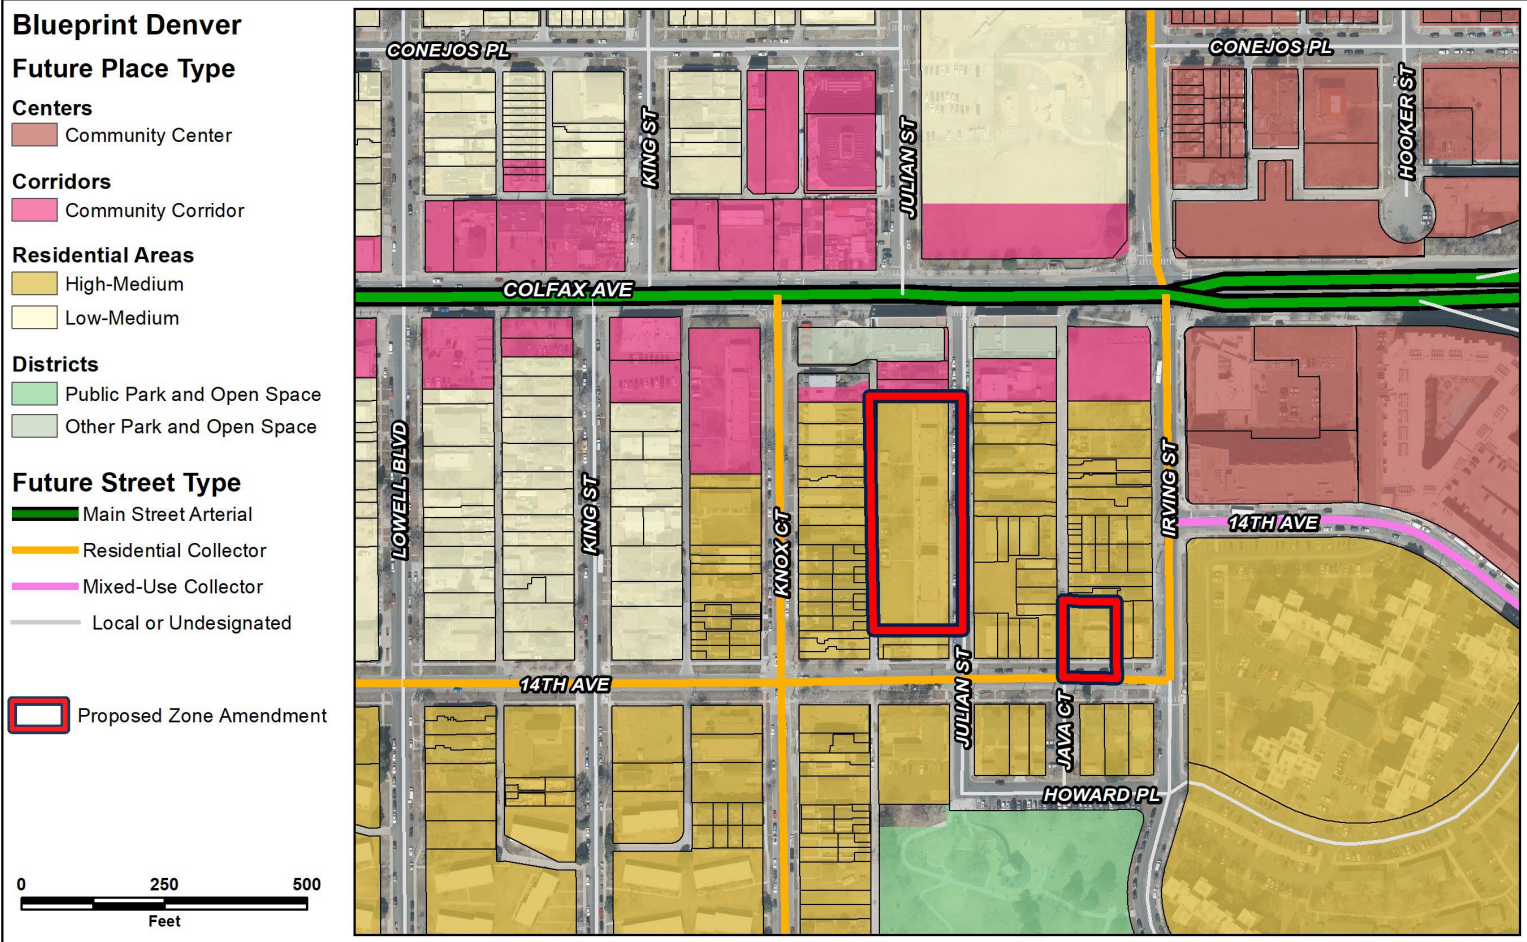 Blueprint Denver
Future Place Type
Centers
Community Center
Corridors
Community Corridor
Residential Areas
High-Medium
Low-Medium
Districts
Public Park and Open Space
Other Park and Open Space
Future Street Type
Main Street Arterial
Residential Collector
Mixed-Use Collector
Local or Undesignated
Proposed Zone Amendment
0 250 500
Feet
CONEJOS PL
CONEJOS PL
KING ST
JULIAN ST
HOOKER ST
COLFAX AVE
LOWELL BLVD
KING ST
KNOX CT
IRVING ST
14TH AVE
14TH AVE
JULIAN ST
JAVA CT
HOWARD PL